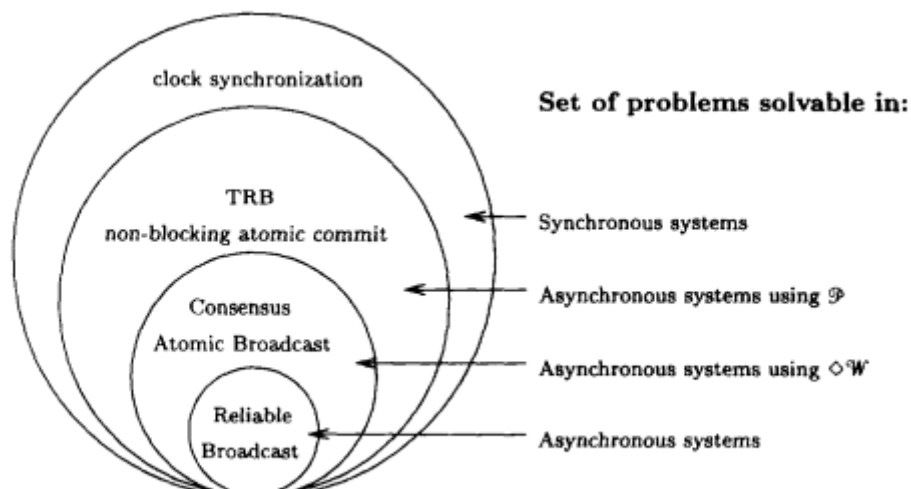 clock synchronization
Set of problems solvable in:
TRB
non-blocking atomic commit
Synchronous systems
Consensus
Asynchronous systems using 𝒫
Atomic Broadcast
Asynchronous systems using ◇𝒲
Reliable
Broadcast
Asynchronous systems